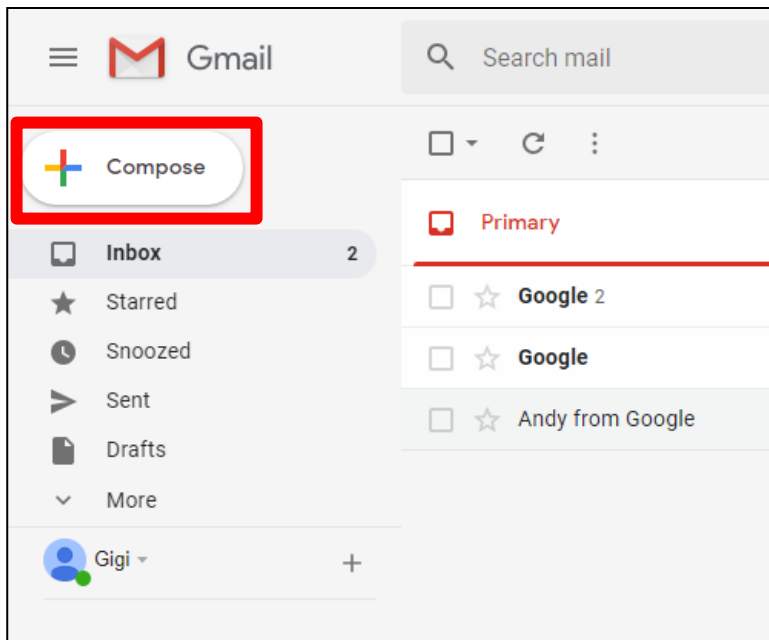 Gmail
Search mail
Compose
Inbox 2
Starred
Snoozed
Sent
Drafts
More
Gigi
Primary
Google 2
Google
Andy from Google